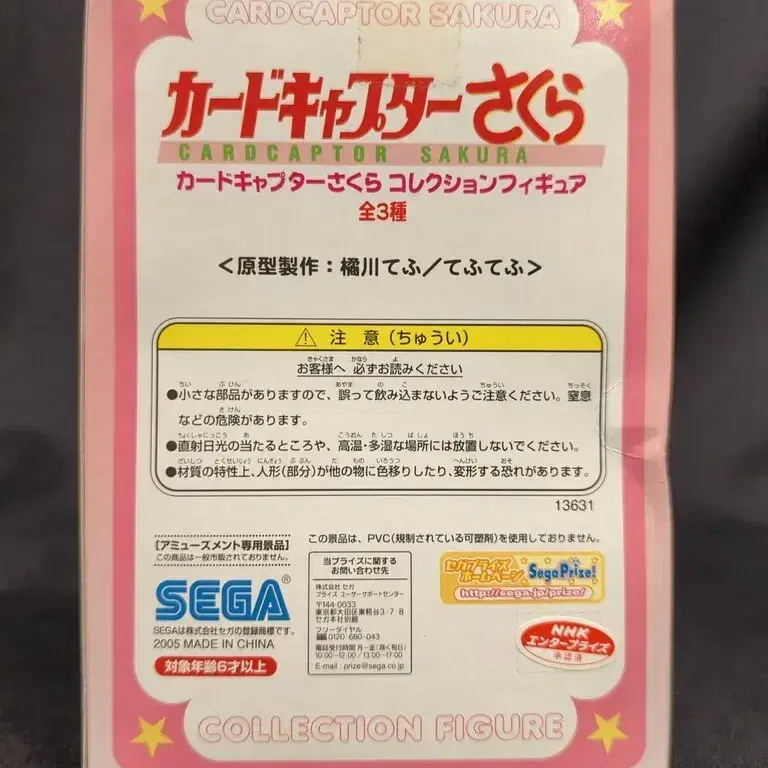 CARDCAPTOR SAKURA
カードキャプターさくら
CARDCAPTOR SAKURA
カードキャプターさくら コレクションフィギュア
全3種
＜原型製作：橘川てふ／てふてふ＞
⚠ 注 意（ちゅうい）
お客様へ 必ずお読みください
●小さな部品がありますので、誤って飲み込まないようご注意ください。窒息
などの危険があります。
●直射日光の当たるところや、高温・多湿な場所には放置しないでください。
●材質の特性上、人形（部分）が他の物に色移りしたり、変形する恐れがあります。
13631
［アミューズメント専用景品］
この商品は一般市販されておりません。
この景品は、PVC（規制されている可塑剤）を使用しておりません。
SEGA®
SEGAは株式会社セガの登録商標です。
2005 MADE IN CHINA
対象年齢6才以上
当プライズに関する
お問い合わせ先
株式会社 セガ
プライズ ユーザーサポートセンター
〒144-0033
東京都大田区東糀谷3-7-8
セガ本社別館
フリーダイヤル
0120-680-043
電話受付時間 月～金（除く祝日）
10:00-12:00／13:00-17:00
E-mail : prize@sega.co.jp
セガプライズ
ホームページ
SegaPrize!
http://sega.jp/prize/
NHK
エンタープライズ
承認済
COLLECTION FIGURE